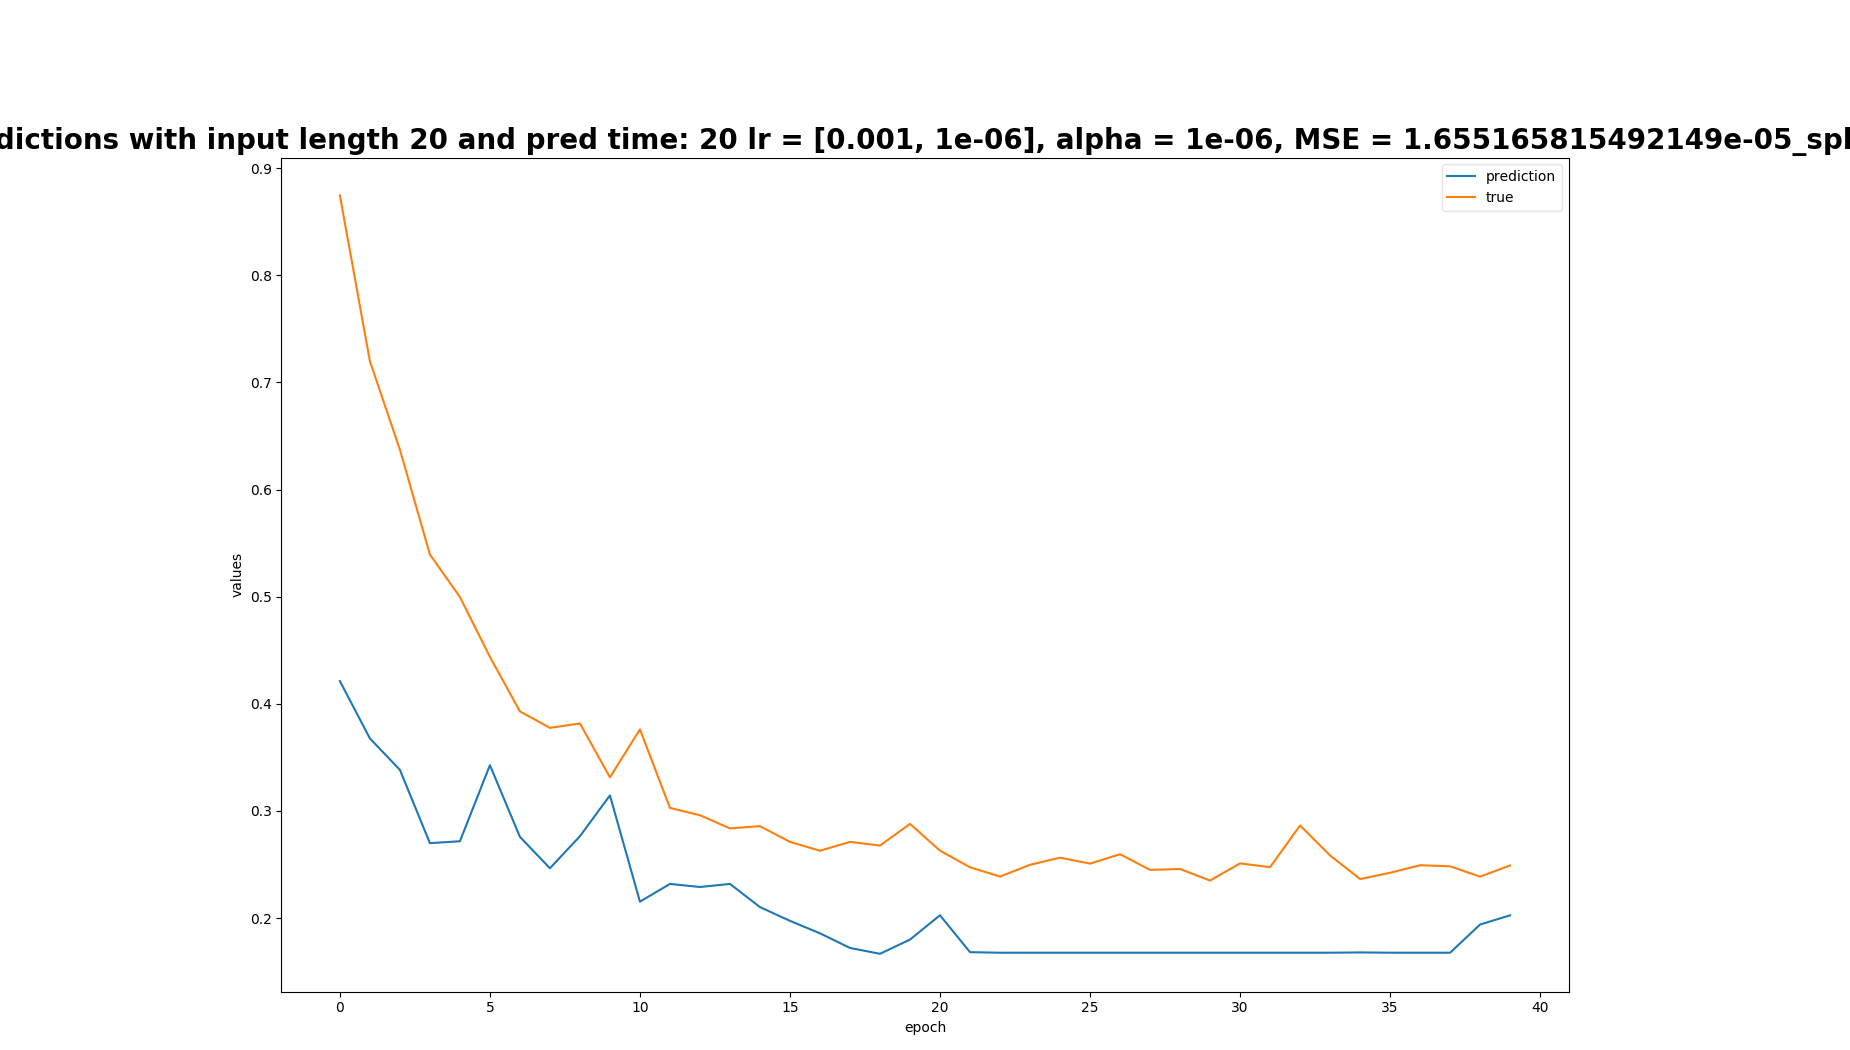 dictions with input length 20 and pred time: 20 lr = [0.001, 1e-06], alpha = 1e-06, MSE = 1.655165815492149e-05_spl
prediction
true
0.9
0.8
0.7
0.6
0.5
0.4
0.3
0.2
values
0 5 10 15 20 25 30 35 40
epoch